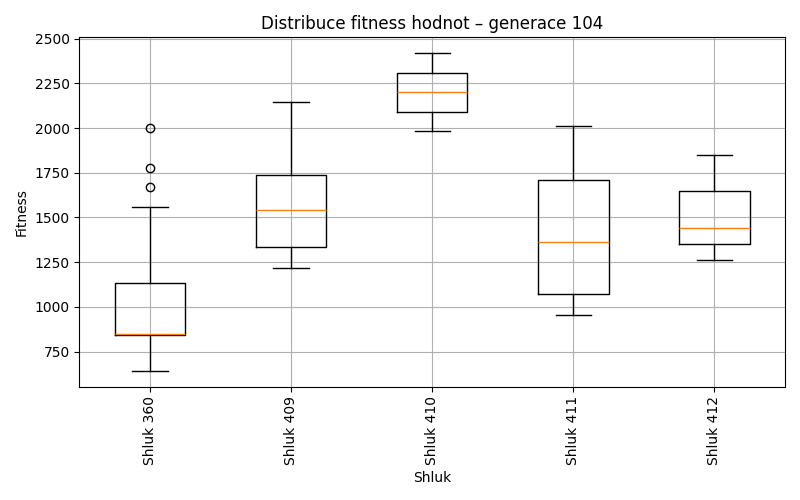 Distribuce fitness hodnot – generace 104
Fitness
2500
2250
2000
1750
1500
1250
1000
750
Shluk 360
Shluk 409
Shluk 410
Shluk 411
Shluk 412
Shluk